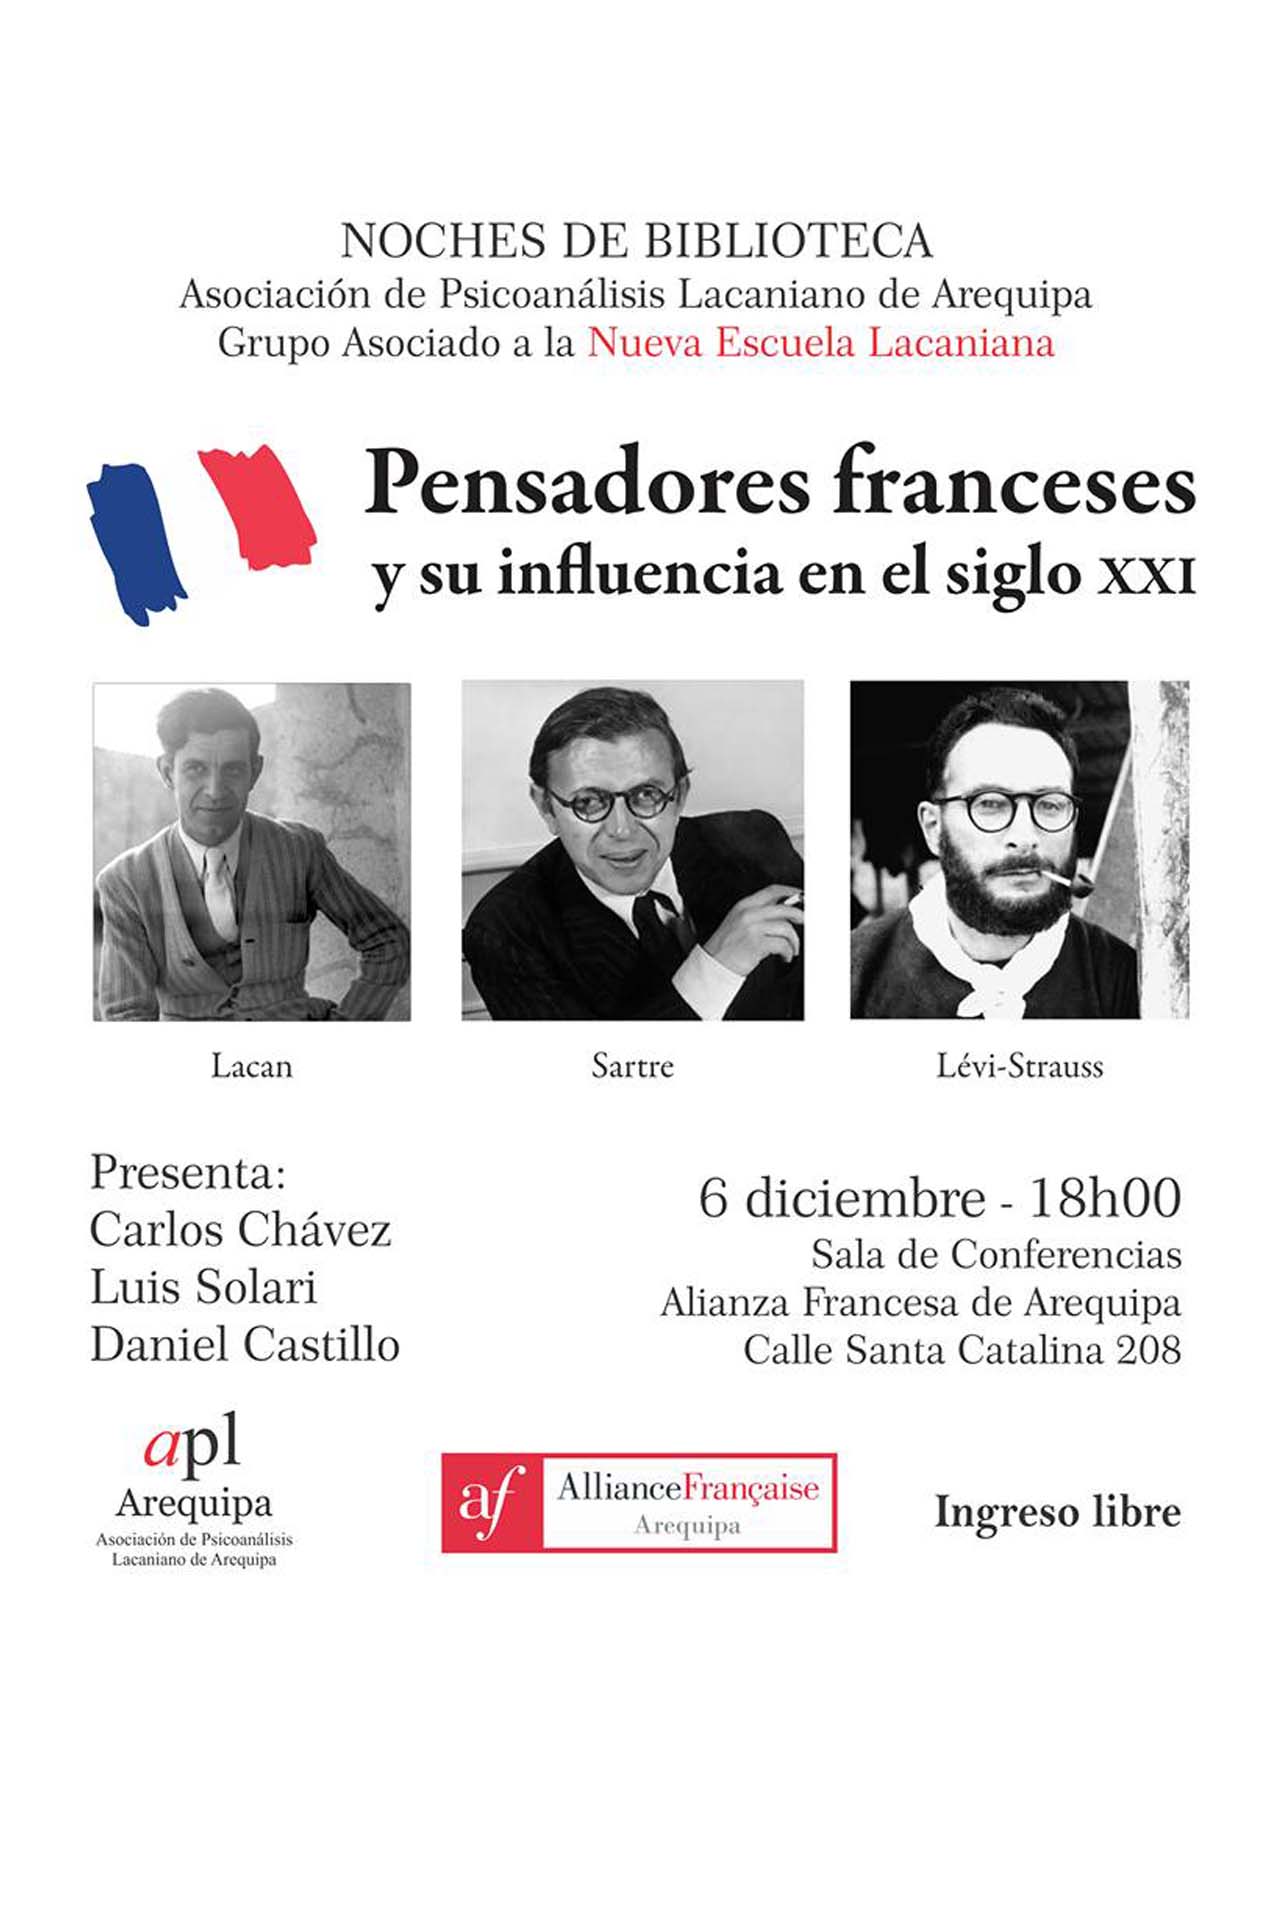 NOCHES DE BIBLIOTECA
Asociación de Psicoanálisis Lacaniano de Arequipa
Grupo Asociado a la Nueva Escuela Lacaniana
Pensadores franceses
y su influencia en el siglo XXI
Lacan
Sartre
Lévi-Strauss
Presenta:
Carlos Chávez
Luis Solari
Daniel Castillo
6 diciembre - 18h00
Sala de Conferencias
Alianza Francesa de Arequipa
Calle Santa Catalina 208
apl
Arequipa
Asociación de Psicoanálisis
Lacaniano de Arequipa
af
AllianceFrançaise
Arequipa
Ingreso libre